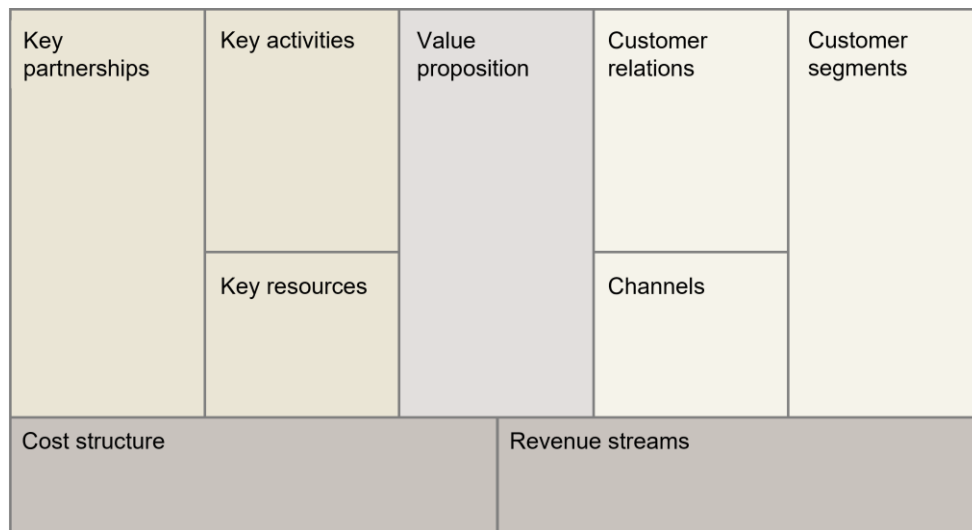 Key
partnerships
Key activities
Key resources
Value
proposition
Customer
relations
Channels
Customer
segments
Cost structure
Revenue streams